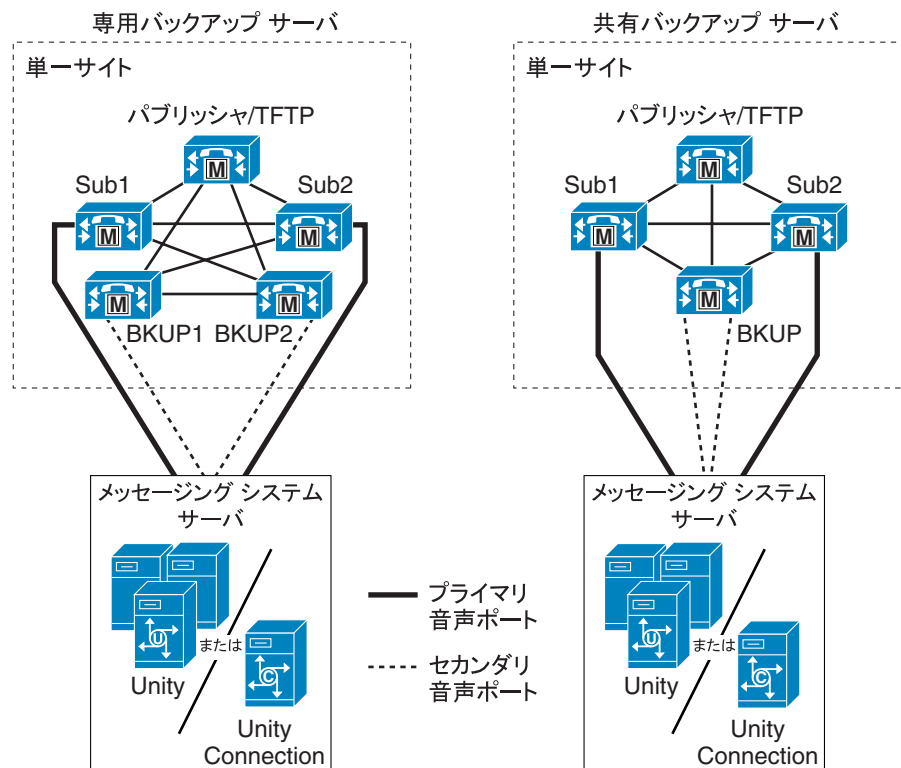 専用バックアップ サーバ
単一サイト
パブリッシャ/TFTP
Sub1
Sub2
M
M
M
M
M
BKUP1
BKUP2
メッセージング システム
サーバ
U
または
C
Unity
Unity
Connection
プライマリ
音声ポート
セカンダリ
音声ポート
共有バックアップ サーバ
単一サイト
パブリッシャ/TFTP
Sub1
Sub2
M
M
M
M
BKUP
メッセージング システム
サーバ
U
または
C
Unity
Unity
Connection